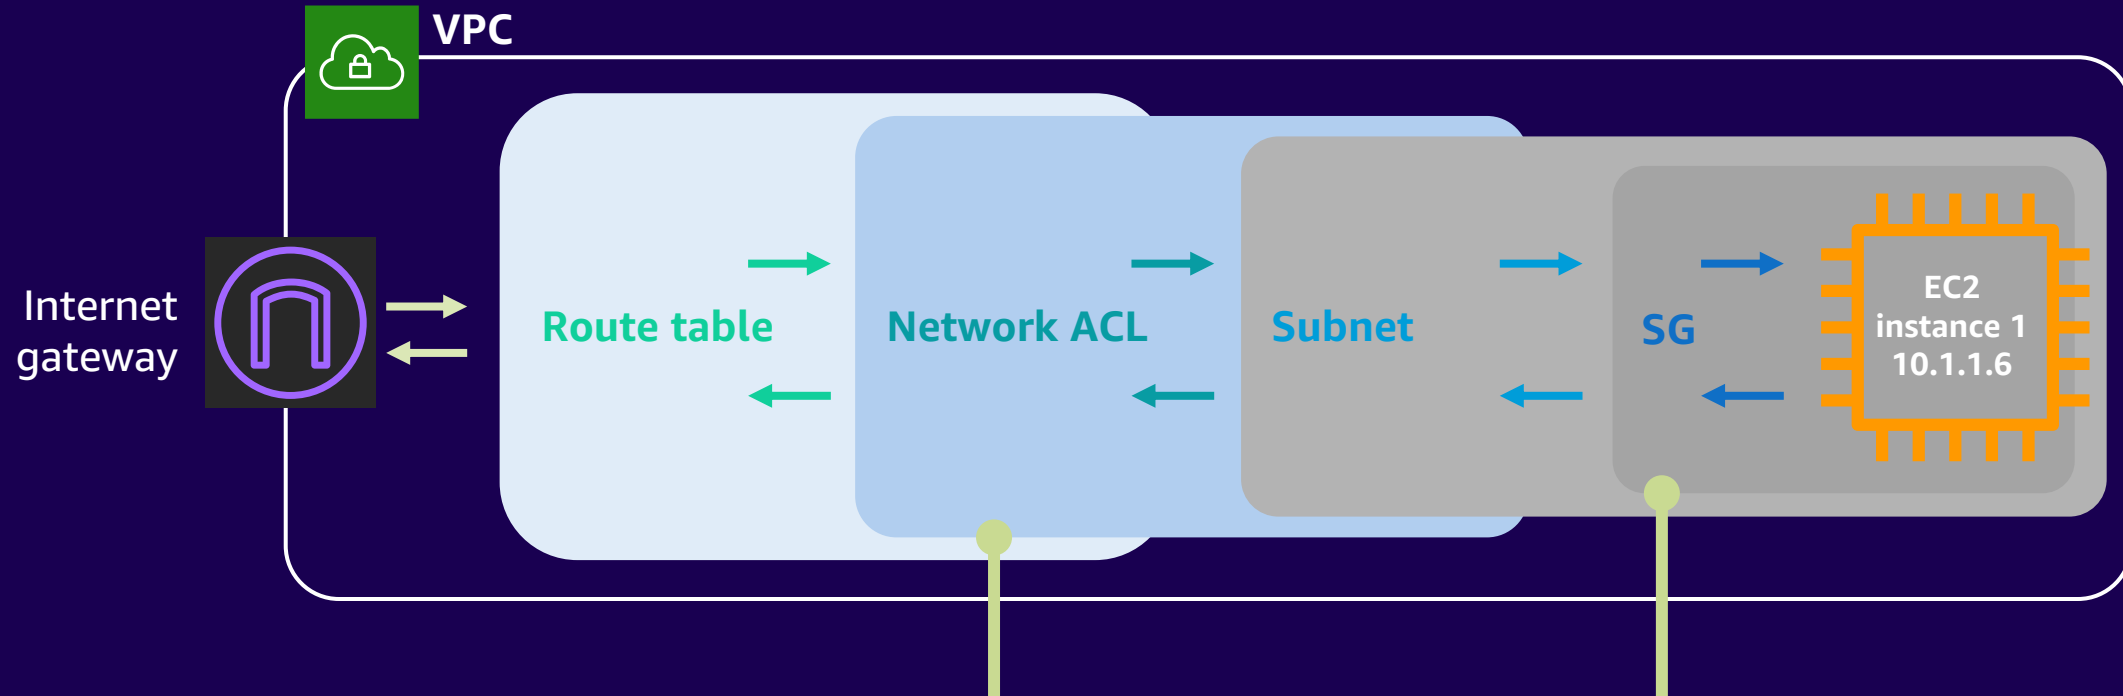 VPC
Internet
gateway
Route table
Network ACL
Subnet
SG
EC2
instance 1
10.1.1.6